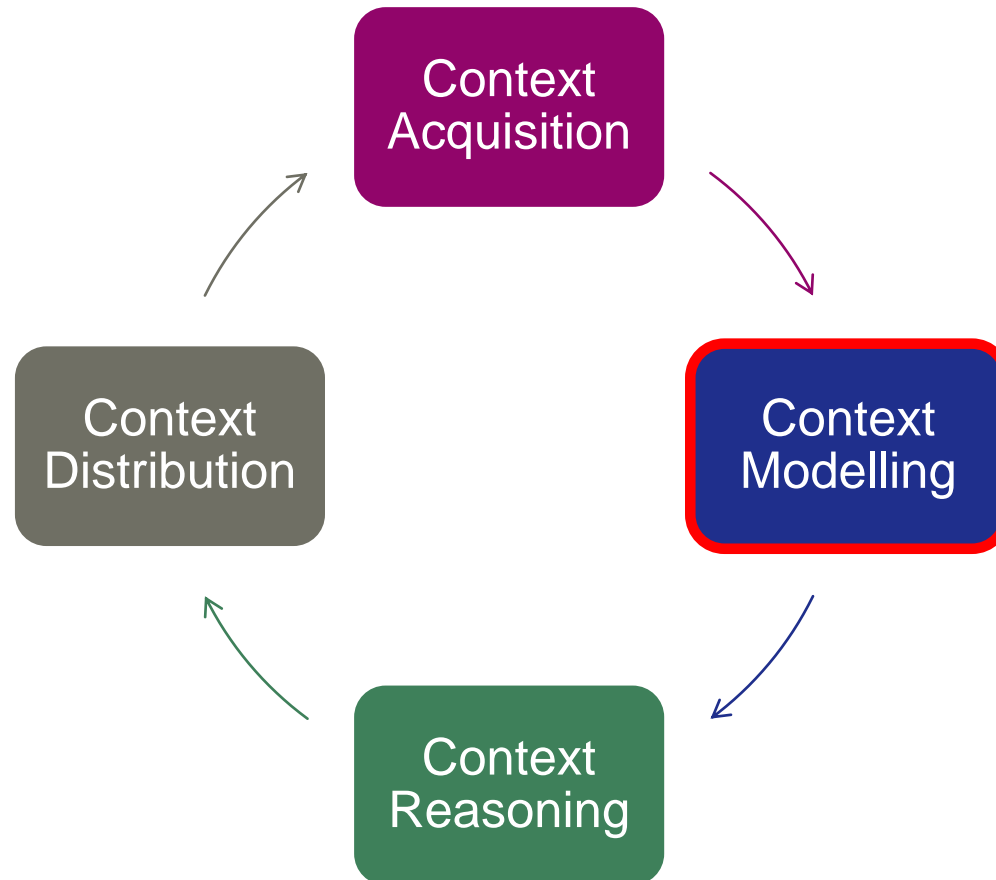 Context
Acquisition
Context
Modelling
Context
Reasoning
Context
Distribution